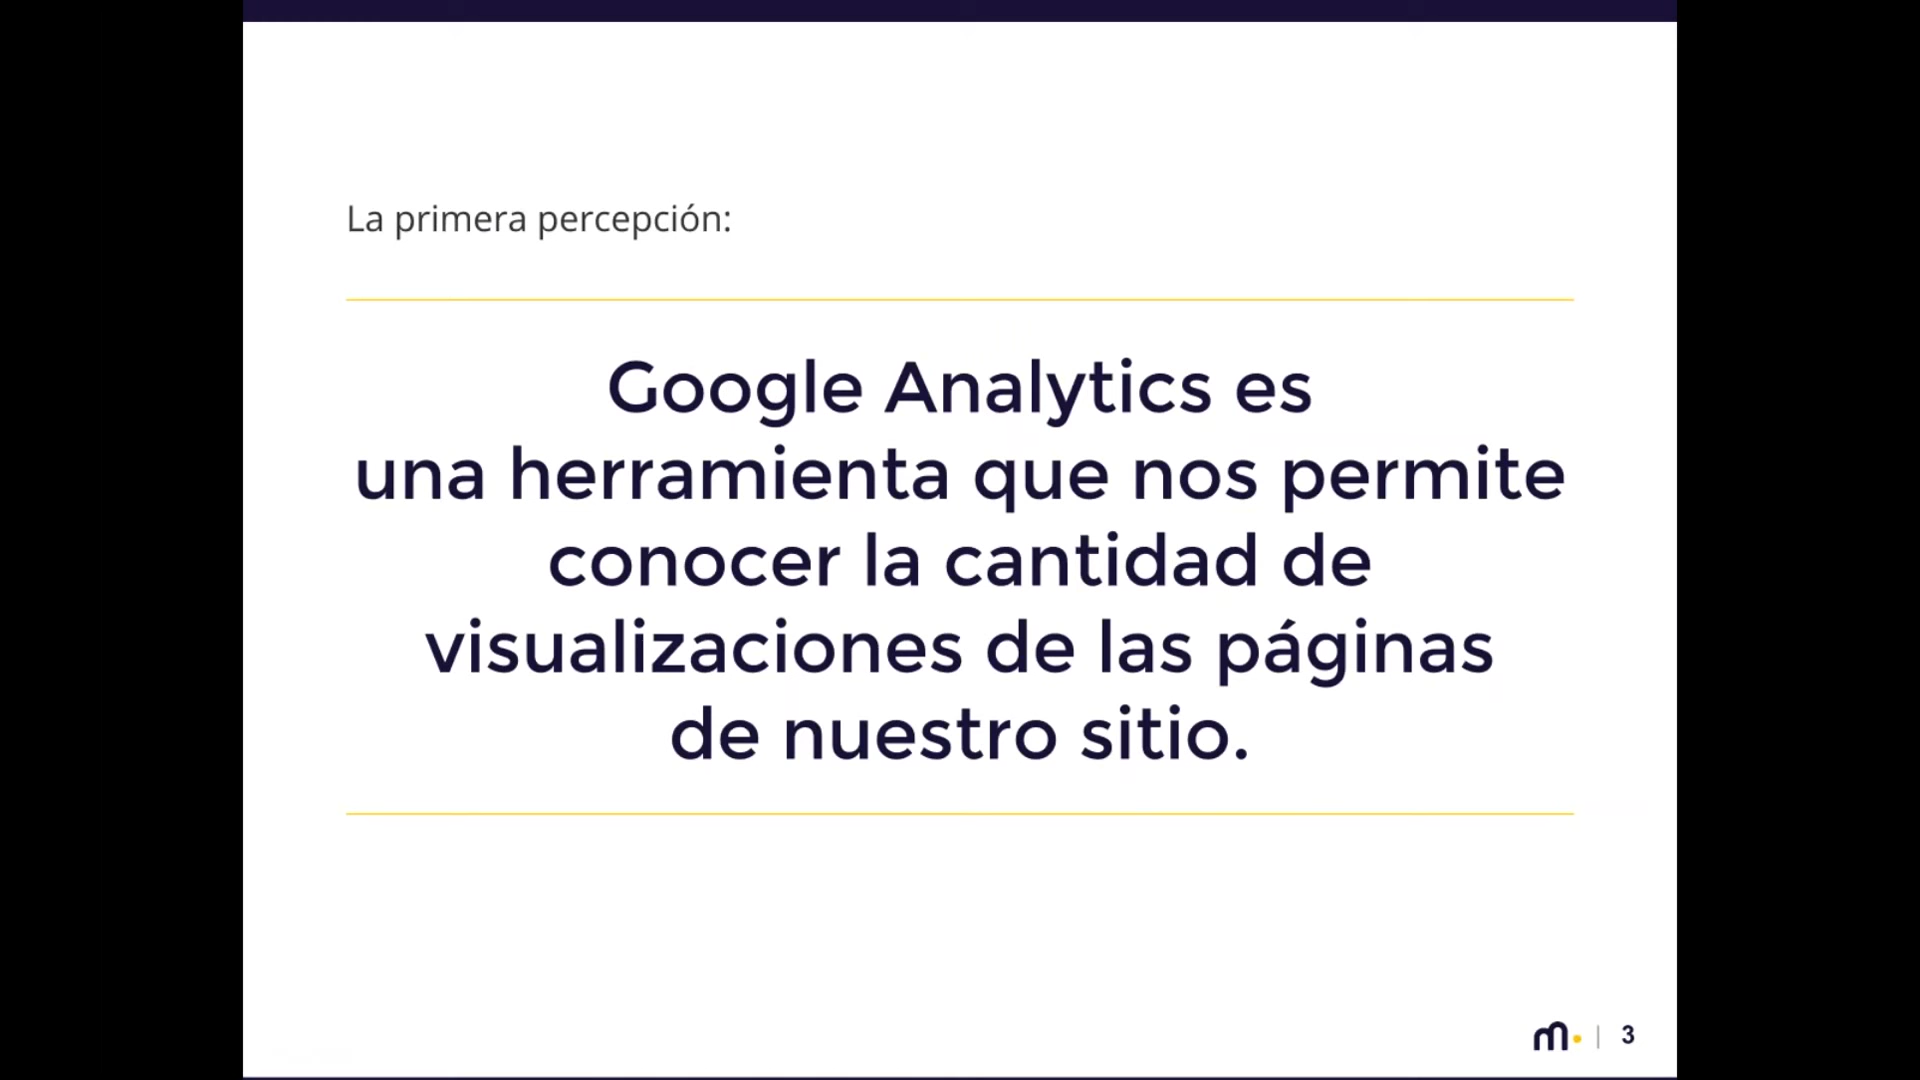 La primera percepción:
Google Analytics es
una herramienta que nos permite
conocer la cantidad de
visualizaciones de las páginas
de nuestro sitio.
m. | 3